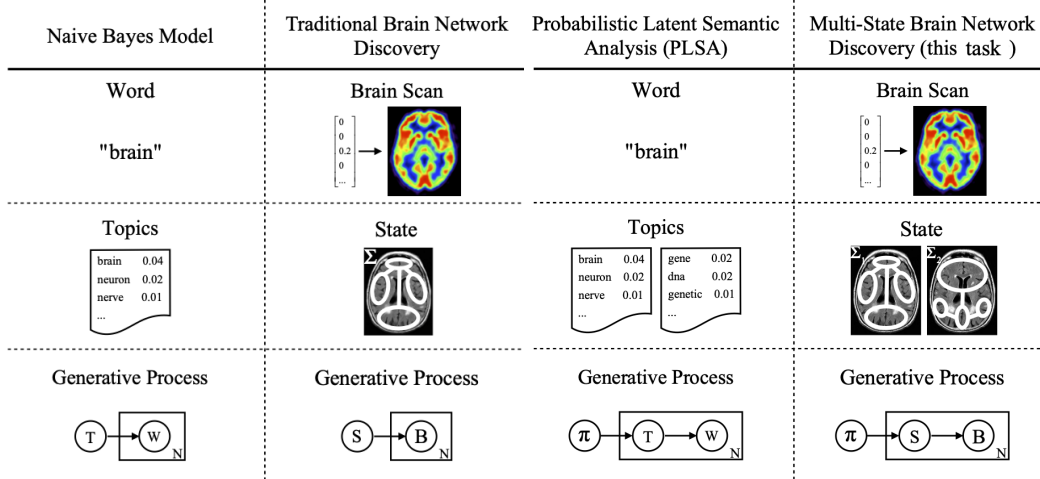 Naive Bayes Model
Traditional Brain Network
Discovery
Probabilistic Latent Semantic
Analysis (PLSA)
Multi-State Brain Network
Discovery (this task )
Word
"brain"
Brain Scan
0
0
0.2
0
...
Word
"brain"
Brain Scan
0
0
0.2
0
...
Topics
brain 0.04
neuron 0.02
nerve 0.01
...
State
Σ
Topics
brain 0.04
neuron 0.02
nerve 0.01
...
gene 0.02
dna 0.02
genetic 0.01
...
State
Σ1
Σ2
Generative Process
T
W
N
Generative Process
S
B
N
Generative Process
π
T
W
N
Generative Process
π
S
B
N